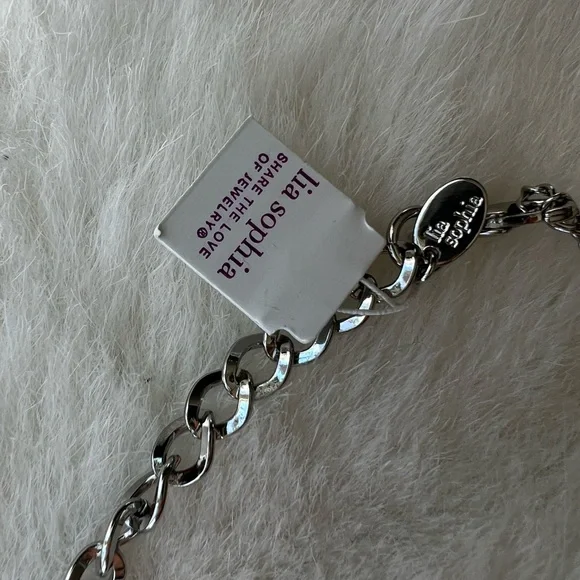 lia sophia
SHARE THE LOVE
OF JEWELRY®
lia
sophia